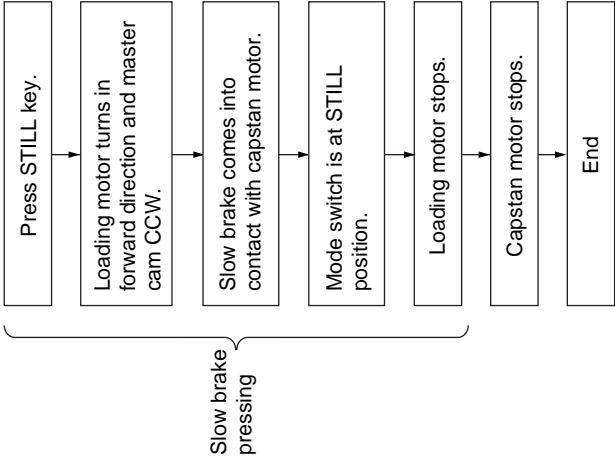 Press STILL key.
Loading motor turns in
forward direction and master
cam CCW.
Slow brake comes into
contact with capstan motor.
Mode switch is at STILL
position.
Loading motor stops.
Capstan motor stops.
End
Slow brake
pressing